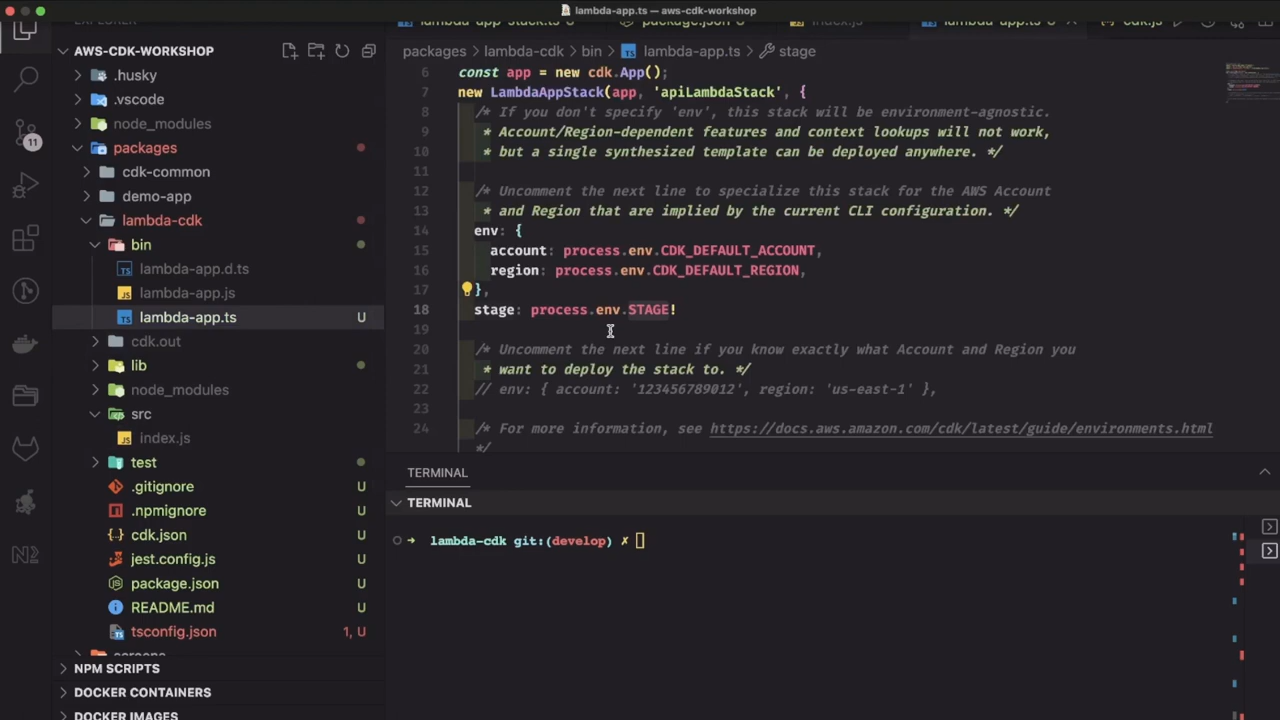 lambda-app.ts — aws-cdk-workshop
EXPLORER
lambda-app-stack.ts
package.json
index.js
lambda-app.ts
cdk.js
AWS-CDK-WORKSHOP
.husky
.vscode
node_modules
packages
cdk-common
demo-app
lambda-cdk
bin
lambda-app.d.ts
lambda-app.js
lambda-app.ts U
cdk.out
lib
node_modules
src
index.js
test
.gitignore U
.npmignore U
cdk.json U
jest.config.js U
package.json U
README.md U
tsconfig.json 1, U
screens
NPM SCRIPTS
DOCKER CONTAINERS
DOCKER IMAGES
11
packages > lambda-cdk > bin > lambda-app.ts > stage
6 const app = new cdk.App();
7 new LambdaAppStack(app, 'apiLambdaStack', {
8 /* If you don't specify 'env', this stack will be environment-agnostic.
9 * Account/Region-dependent features and context lookups will not work,
10 * but a single synthesized template can be deployed anywhere. */
11
12 /* Uncomment the next line to specialize this stack for the AWS Account
13 * and Region that are implied by the current CLI configuration. */
14 env: {
15 account: process.env.CDK_DEFAULT_ACCOUNT,
16 region: process.env.CDK_DEFAULT_REGION,
17 },
18 stage: process.env.STAGE!
19
20 /* Uncomment the next line if you know exactly what Account and Region you
21 * want to deploy the stack to. */
22 // env: { account: '123456789012', region: 'us-east-1' },
23
24 /* For more information, see https://docs.aws.amazon.com/cdk/latest/guide/environments.html
*/
TERMINAL
TERMINAL
lambda-cdk git:(develop) ✗